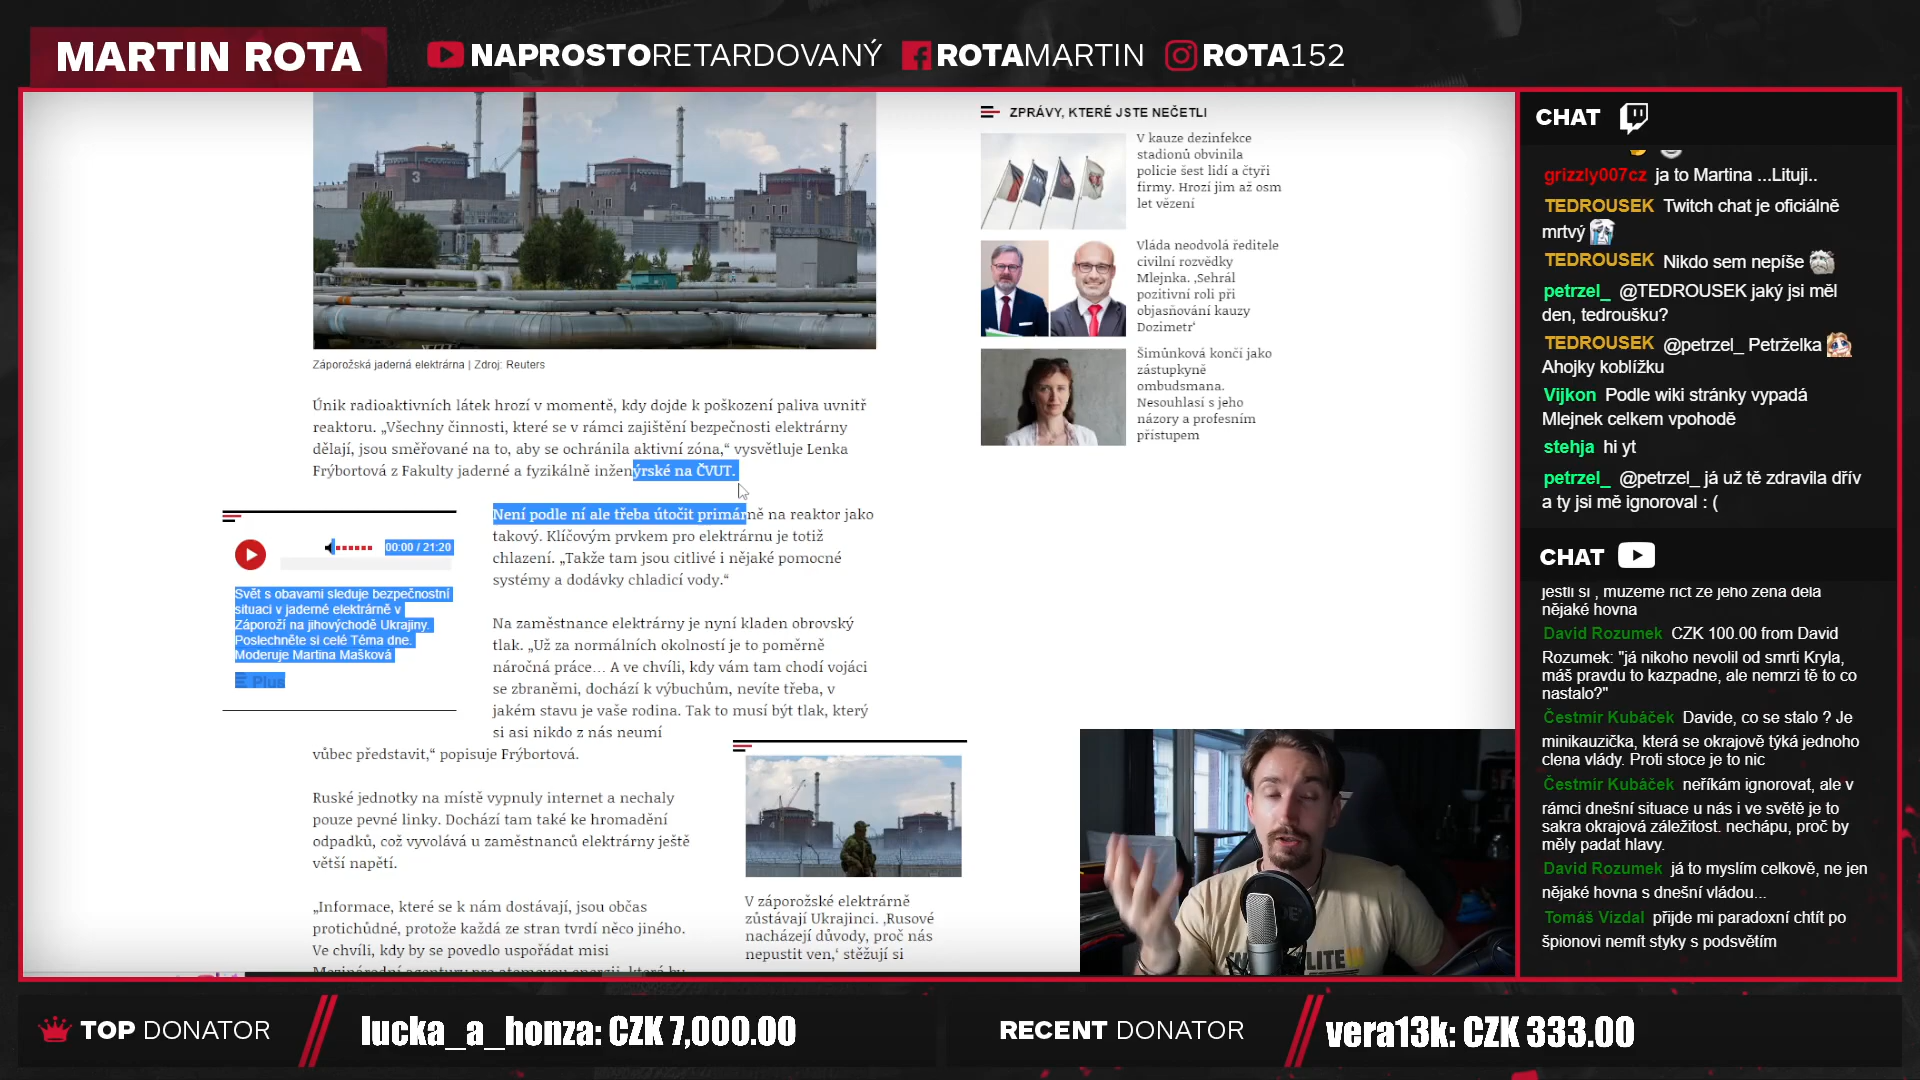 MARTIN ROTA
NAPROSTORETARDOVANÝ
ROTAMARTIN
ROTA152
3
4
5
Záporožská jaderná elektrárna | Zdroj: Reuters
Únik radioaktivních látek hrozí v momentě, kdy dojde k poškození paliva uvnitř
reaktoru. „Všechny činnosti, které se v rámci zajištění bezpečnosti elektrárny
dělají, jsou směřované na to, aby se ochránila aktivní zóna,“ vysvětluje Lenka
Frýbortová z Fakulty jaderné a fyzikálně inženýrské na ČVUT.
00:00 / 21:20
Svět s obavami sleduje bezpečnostní
situaci v jaderné elektrárně v
Záporoží na jihovýchodě Ukrajiny.
Poslechněte si celé Téma dne.
Moderuje Martina Mašková
Plus
Není podle ní ale třeba útočit primárně na reaktor jako
takový. Klíčovým prvkem pro elektrárnu je totiž
chlazení. „Takže tam jsou citlivé i nějaké pomocné
systémy a dodávky chladicí vody.“
Na zaměstnance elektrárny je nyní kladen obrovský
tlak. „Už za normálních okolností je to poměrně
náročná práce… A ve chvíli, kdy vám tam chodí vojáci
se zbraněmi, dochází k výbuchům, nevíte třeba, v
jakém stavu je vaše rodina. Tak to musí být tlak, který
si asi nikdo z nás neumí
vůbec představit,“ popisuje Frýbortová.
Ruské jednotky na místě vypnuly internet a nechaly
pouze pevné linky. Dochází tam také ke hromadění
odpadků, což vyvolává u zaměstnanců elektrárny ještě
větší napětí.
„Informace, které se k nám dostávají, jsou občas
protichůdné, protože každá ze stran tvrdí něco jiného.
Ve chvíli, kdy by se povedlo uspořádat misi
Mezinárodní agentury pro atomovou energii, která by
V záporožské elektrárně
zůstávají Ukrajinci. ‚Rusové
nacházejí důvody, proč nás
nepustit ven,‘ stěžují si
ZPRÁVY, KTERÉ JSTE NEČETLI
V kauze dezinfekce
stadionů obvinila
policie šest lidí a čtyři
firmy. Hrozí jim až osm
let vězení
Vláda neodvolá ředitele
civilní rozvědky
Mlejnka. ‚Sehrál
pozitivní roli při
objasňování kauzy
Dozimetr‘
Šimůnková končí jako
zástupkyně
ombudsmana.
Nesouhlasí s jeho
názory a profesním
přístupem
CHAT
grizzly007cz ja to Martina ...Lituji..
TEDROUSEK Twitch chat je oficiálně
mrtvý
TEDROUSEK Nikdo sem nepíše
petrzel_ @TEDROUSEK jaký jsi měl
den, tedroušku?
TEDROUSEK @petrzel_ Petrželka
Ahojky koblížku
Vijkon Podle wiki stránky vypadá
Mlejnek celkem vpohodě
stehja hi yt
petrzel_ @petrzel_ já už tě zdravila dřív
a ty jsi mě ignoroval : (
CHAT
jestli si , můžeme říct že jeho žena dělá
nějaké hovna
David Rozumek CZK 100.00 from David
Rozumek: "já nikoho nevolil od smrti Kryla,
máš pravdu to kazpadne, ale nemrzi tě to co
nastalo?"
Čestmír Kubáček Davide, co se stalo ? Je
minikauzička, která se okrajově týká jednoho
clena vlády. Proti stoce je to nic
Čestmír Kubáček neříkám ignorovat, ale v
rámci dnešní situace u nás i ve světě je to
sakra okrajová záležitost. nechápu, proč by
měly padat hlavy.
David Rozumek já to myslím celkově, ne jen
nějaké hovna s dnešní vládou...
Tomáš Vízdal přijde mi paradoxní chtít po
špionovi nemít styky s podsvětím
TOP DONATOR
lucka_a_honza: CZK 7,000.00
RECENT DONATOR
vera13k: CZK 333.00